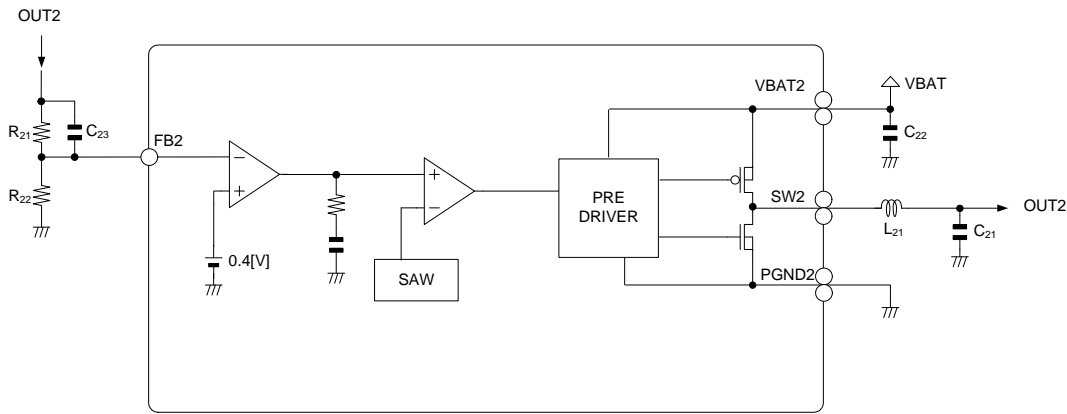 OUT2
R21
C23
R22
FB2
−
+
0.4[V]
+
−
SAW
PRE
DRIVER
VBAT2
VBAT
C22
SW2
L21
C21
OUT2
PGND2